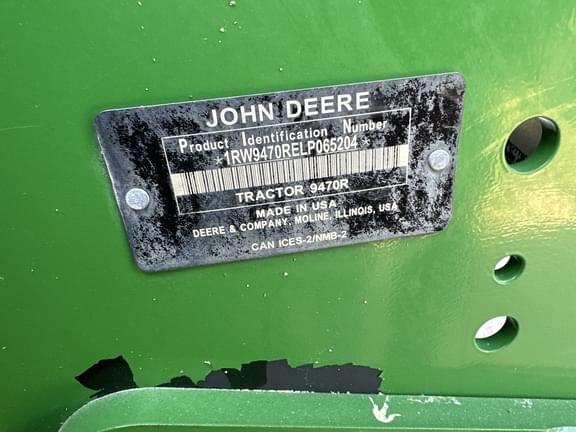 JOHN DEERE
Product Identification Number
*1RW9470RELP065204*
TRACTOR 9470R
MADE IN USA
DEERE & COMPANY, MOLINE, ILLINOIS, USA
CAN ICES-2/NMB-2